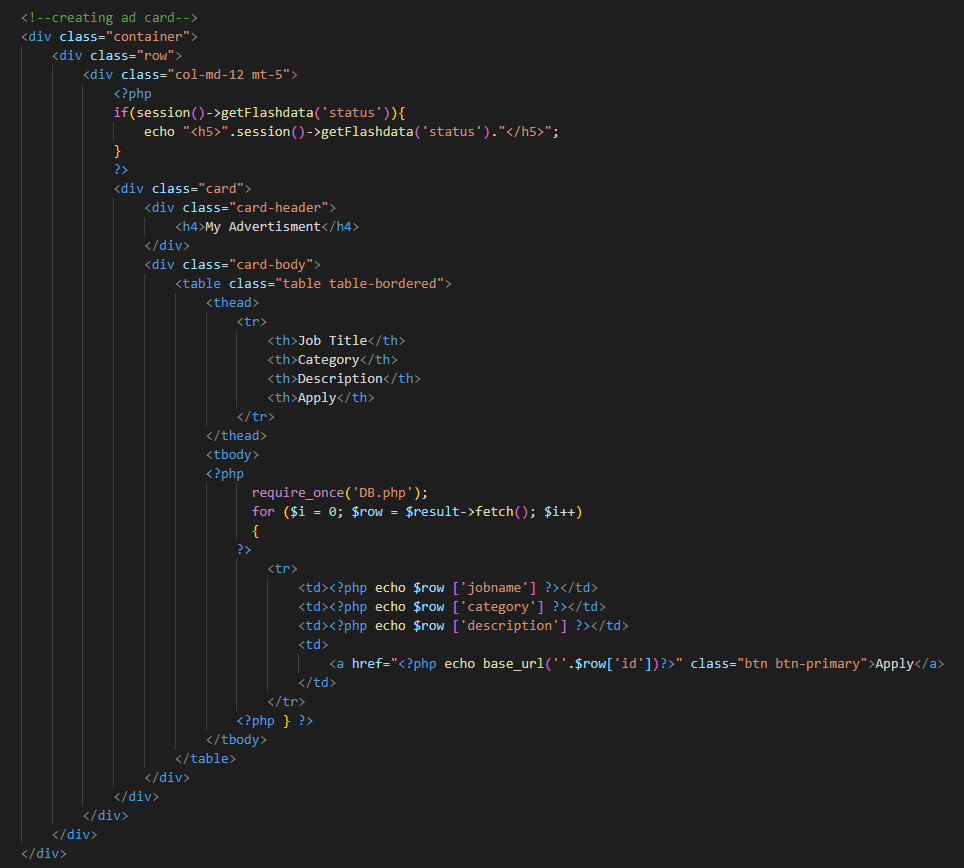 <!--creating ad card-->
<div class="container">
<div class="row">
<div class="col-md-12 mt-5">
<?php
if(session()->getFlashdata('status')){
echo "<h5>".session()->getFlashdata('status')."</h5>";
}
?>
<div class="card">
<div class="card-header">
<h4>My Advertisment</h4>
</div>
<div class="card-body">
<table class="table table-bordered">
<thead>
<tr>
<th>Job Title</th>
<th>Category</th>
<th>Description</th>
<th>Apply</th>
</tr>
</thead>
<tbody>
<?php
require_once('DB.php');
for ($i = 0; $row = $result->fetch(); $i++)
{
?>
<tr>
<td><?php echo $row ['jobname'] ?></td>
<td><?php echo $row ['category'] ?></td>
<td><?php echo $row ['description'] ?></td>
<td>
<a href="<?php echo base_url(''.$row['id'])?>" class="btn btn-primary">Apply</a>
</td>
</tr>
<?php } ?>
</tbody>
</table>
</div>
</div>
</div>
</div>
</div>